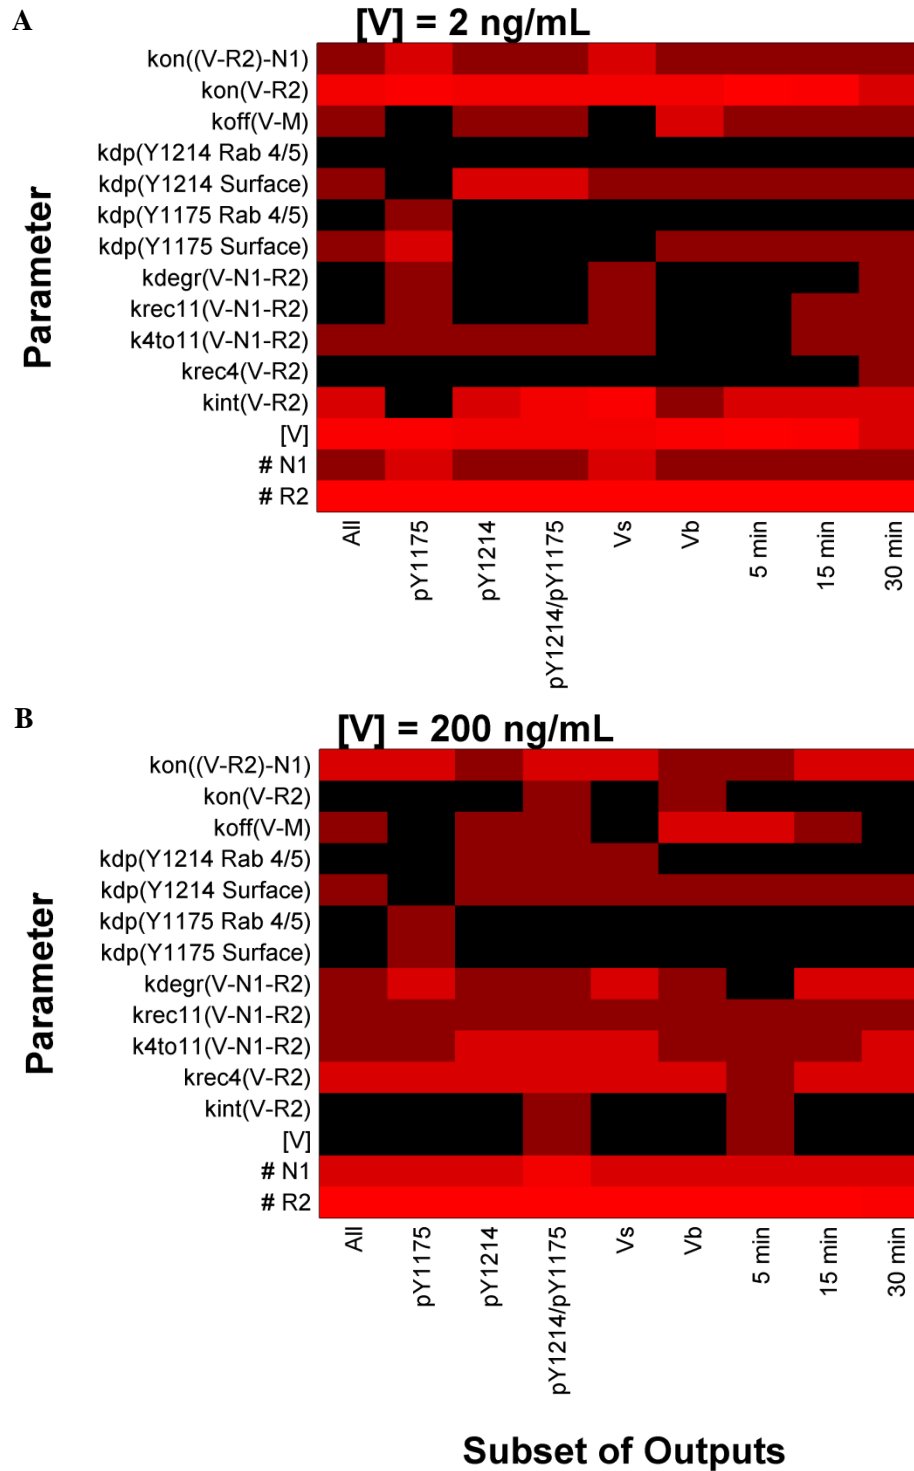 A
[V] = 2 ng/mL
Parameter
kon((V-R2)-N1)
kon(V-R2)
koff(V-M)
kdp(Y1214 Rab 4/5)
kdp(Y1214 Surface)
kdp(Y1175 Rab 4/5)
kdp(Y1175 Surface)
kdegr(V-N1-R2)
krec11(V-N1-R2)
k4to11(V-N1-R2)
krec4(V-R2)
kint(V-R2)
[V]
# N1
# R2
All
pY1175
pY1214
pY1214/pY1175
Vs
Vb
5 min
15 min
30 min
B
[V] = 200 ng/mL
Parameter
kon((V-R2)-N1)
kon(V-R2)
koff(V-M)
kdp(Y1214 Rab 4/5)
kdp(Y1214 Surface)
kdp(Y1175 Rab 4/5)
kdp(Y1175 Surface)
kdegr(V-N1-R2)
krec11(V-N1-R2)
k4to11(V-N1-R2)
krec4(V-R2)
kint(V-R2)
[V]
# N1
# R2
All
pY1175
pY1214
pY1214/pY1175
Vs
Vb
5 min
15 min
30 min
Subset of Outputs